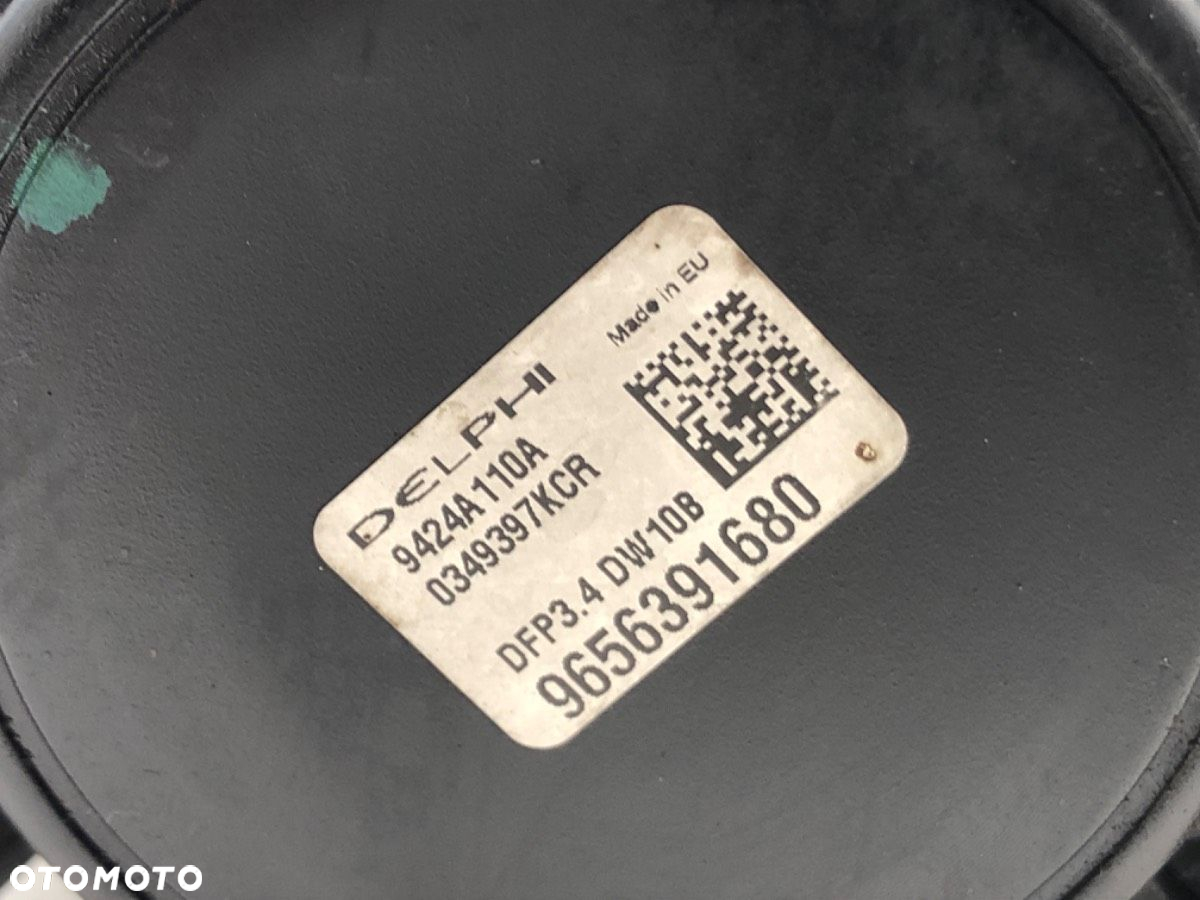 Made in EU
DELPHI
9424A110A
0349397KCR
DFP3.4 DW10B
9656391680
OTOMOTO